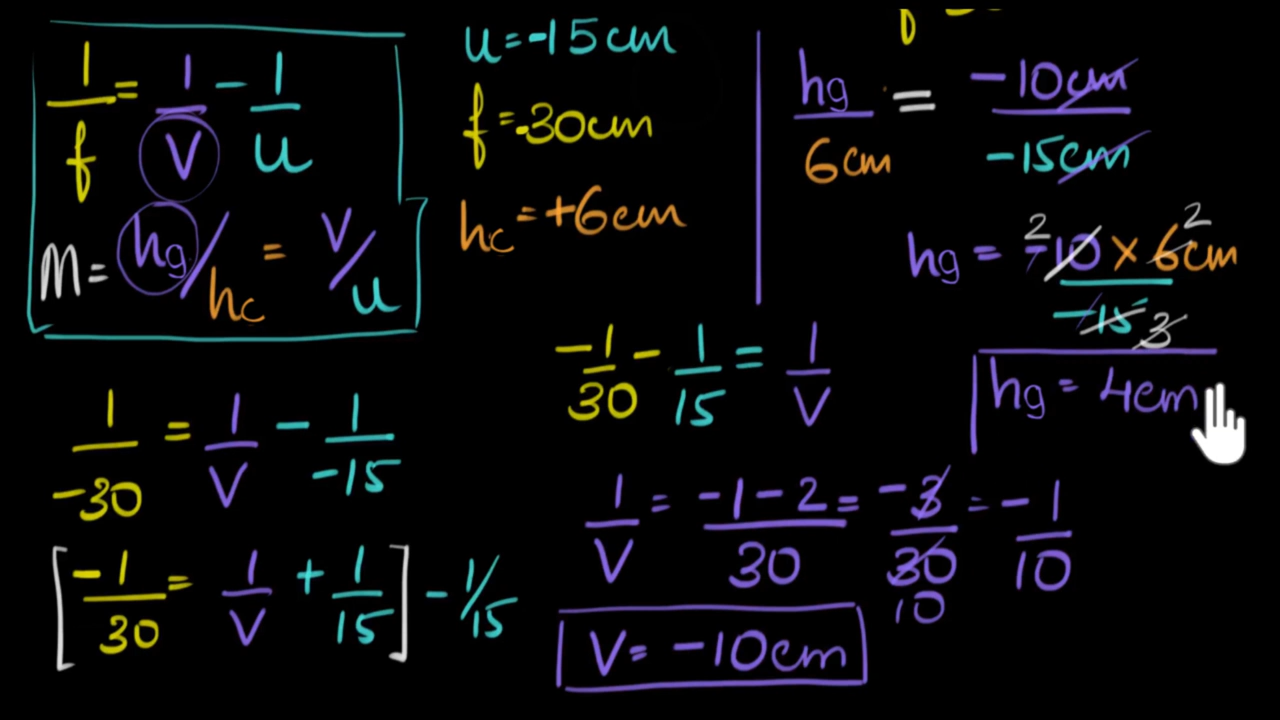 1/f = 1/v - 1/u
m = hg/hc = v/u
u = -15cm
f = -30cm
hc = +6cm
hg/6cm = -10cm/-15cm
hg = -10 × 6cm / -15
2 2
5 3
hg = 4cm
1/-30 = 1/v - 1/-15
[-1/30 = 1/v + 1/15] - 1/15
-1/30 - 1/15 = 1/v
1/v = -1-2/30 = -3/30 = -1/10
10
v = -10cm